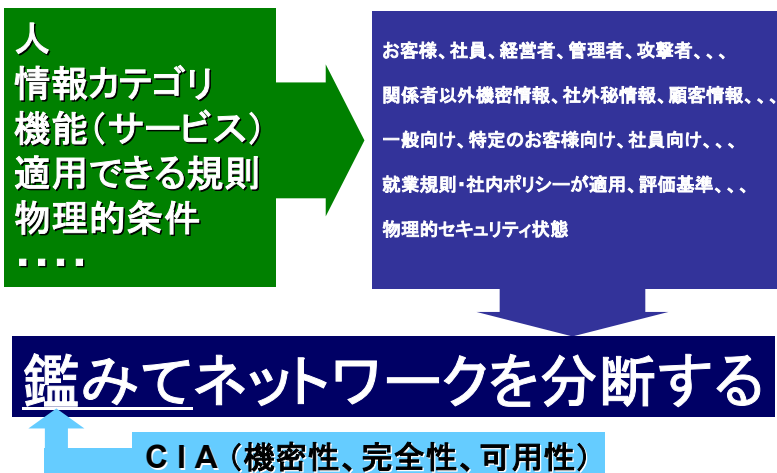 人
情報カテゴリ
機能(サービス)
適用できる規則
物理的条件
・・・・
お客様、社員、経営者、管理者、攻撃者、、、
関係者以外機密情報、社外秘情報、顧客情報、、、
一般向け、特定のお客様向け、社員向け、、、
就業規則・社内ポリシーが適用、評価基準、、、
物理的セキュリティ状態
鑑みてネットワークを分断する
CIA(機密性、完全性、可用性)